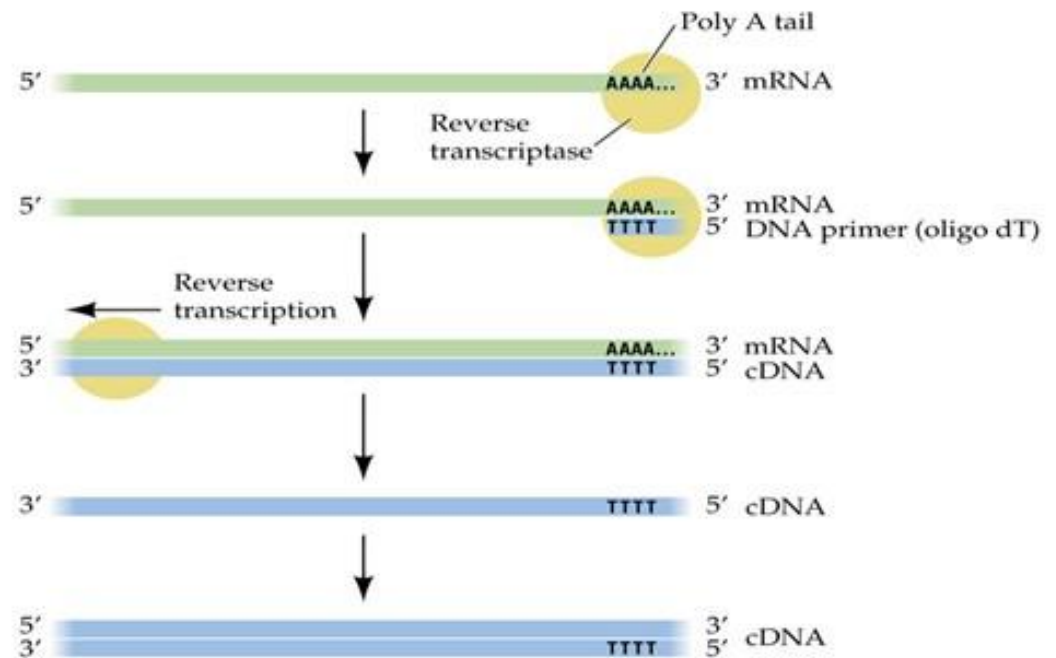 Poly A tail
5′ AAAA... 3′ mRNA
Reverse
transcriptase
5′ AAAA... 3′ mRNA
TTTT 5′ DNA primer (oligo dT)
Reverse
transcription
5′ AAAA... 3′ mRNA
3′ TTTT 5′ cDNA
3′ TTTT 5′ cDNA
5′ 3′
cDNA
3′ TTTT 5′